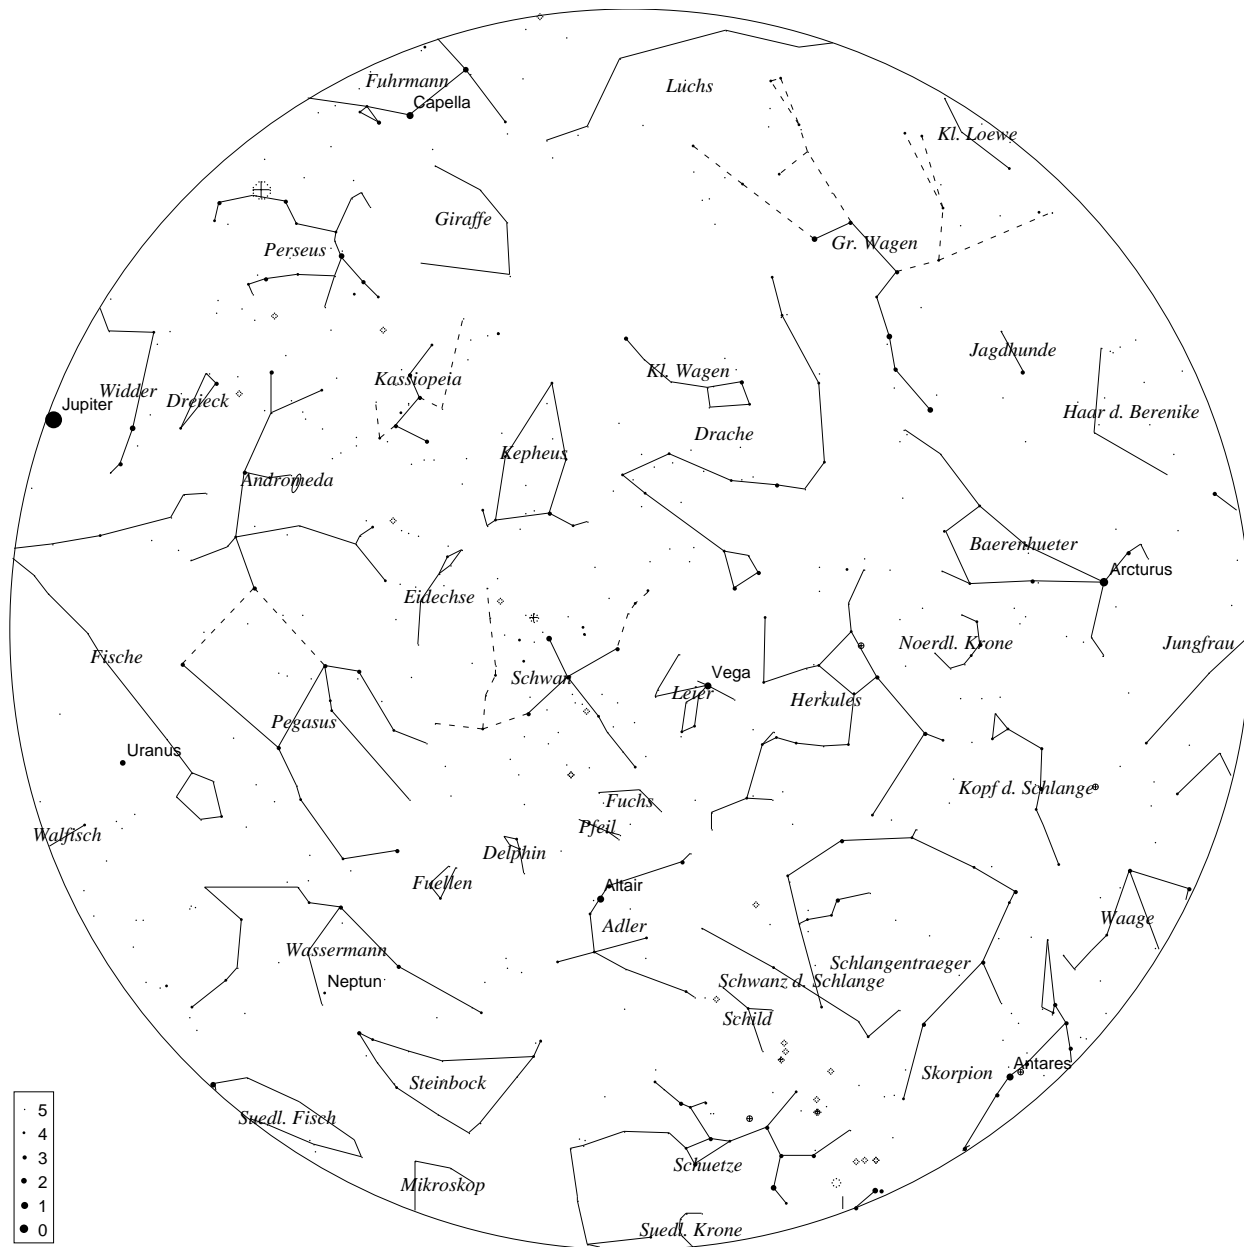 Fuhrmann
Capella
Luchs
Kl. Loewe
Giraffe
Perseus
Gr. Wagen
Jagdhunde
Kassiopeia
Kl. Wagen
Widder
Dreieck
Jupiter
Haar d. Berenike
Drache
Kepheus
Andromeda
Baerenhueter
Arcturus
Eidechse
Noerdl. Krone
Jungfrau
Fische
Schwan
Vega
Leier
Herkules
Pegasus
Uranus
Kopf d. Schlange
Fuchs
Pfeil
Walfisch
Delphin
Fuellen
Altair
Adler
Waage
Wassermann
Schlangentraeger
Neptun
Schwanz d. Schlange
Schild
Steinbock
Skorpion
Antares
Suedl. Fisch
Schuetze
Mikroskop
Suedl. Krone
5
4
3
2
1
0